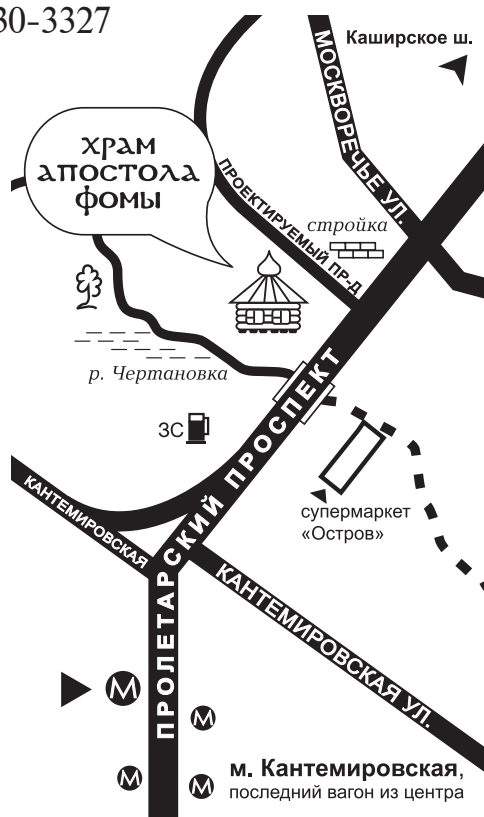 30-3327
Каширское ш.
МОСКВОРЕЧЬЕ УЛ.
храм
апостола
фомы
ПРОЕКТИРУЕМЫЙ ПР-Д
стройка
р. Чертановка
ПРОЛЕТАРСКИЙ ПРОСПЕКТ
ЗС
супермаркет
«Остров»
КАНТЕМИРОВСКАЯ
КАНТЕМИРОВСКАЯ УЛ.
М
М
М
М
м. Кантемировская,
последний вагон из центра